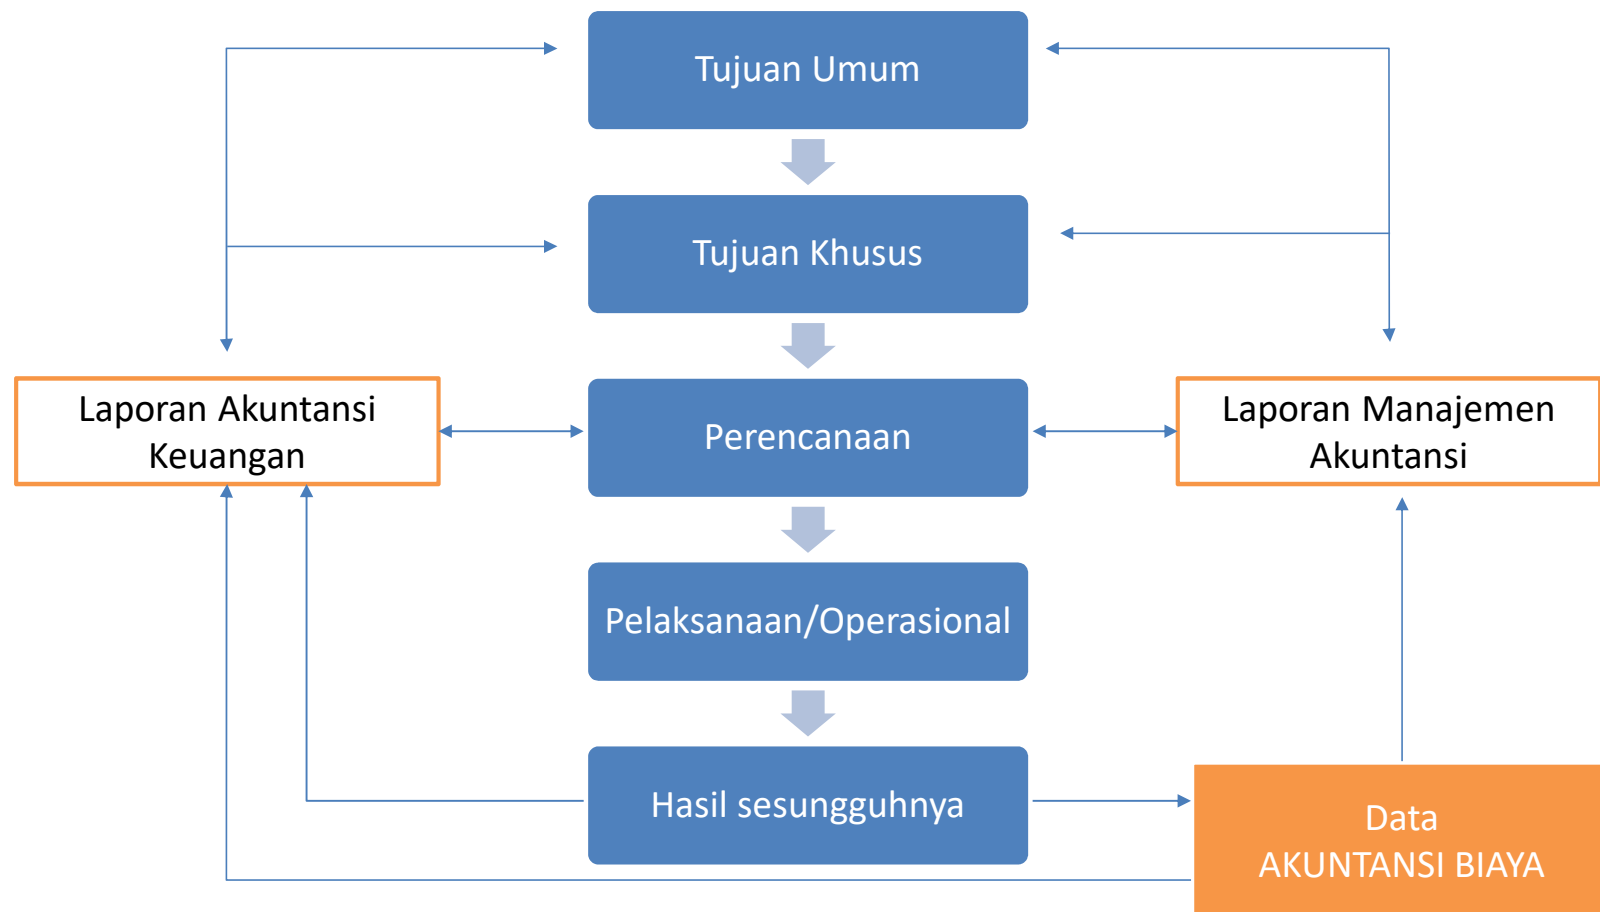 Tujuan Umum
Tujuan Khusus
Laporan Akuntansi
Keuangan
Perencanaan
Laporan Manajemen
Akuntansi
Pelaksanaan/Operasional
Hasil sesungguhnya
Data
AKUNTANSI BIAYA